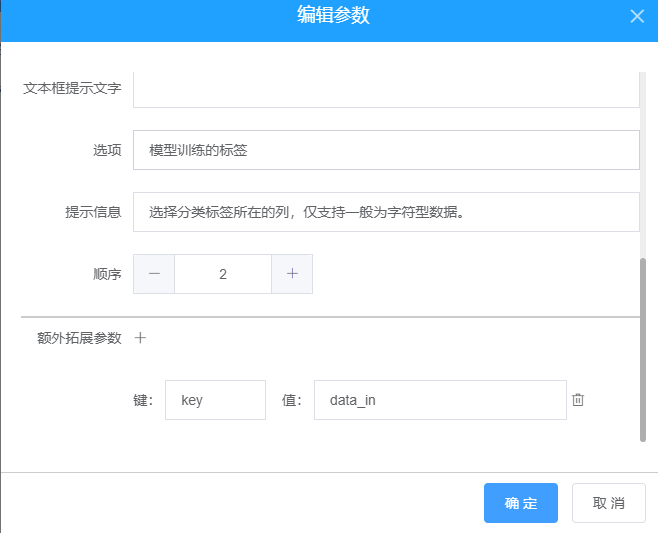 编辑参数
文本框提示文字
选项 模型训练的标签
提示信息 选择分类标签所在的列，仅支持一般为字符型数据。
顺序 2
额外拓展参数
键： key 值： data_in
确 定 取 消